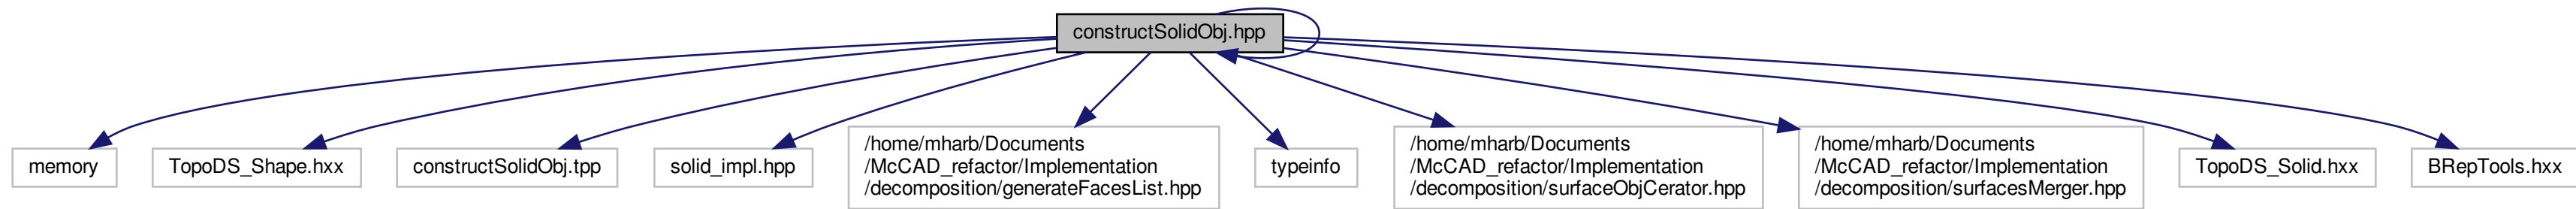 constructSolidObj.hpp
memory
TopoDS_Shape.hxx
constructSolidObj.tpp
solid_impl.hpp
/home/mharb/Documents
/McCAD_refactor/Implementation
/decomposition/generateFacesList.hpp
typeinfo
/home/mharb/Documents
/McCAD_refactor/Implementation
/decomposition/surfaceObjCerator.hpp
/home/mharb/Documents
/McCAD_refactor/Implementation
/decomposition/surfacesMerger.hpp
TopoDS_Solid.hxx
BRepTools.hxx